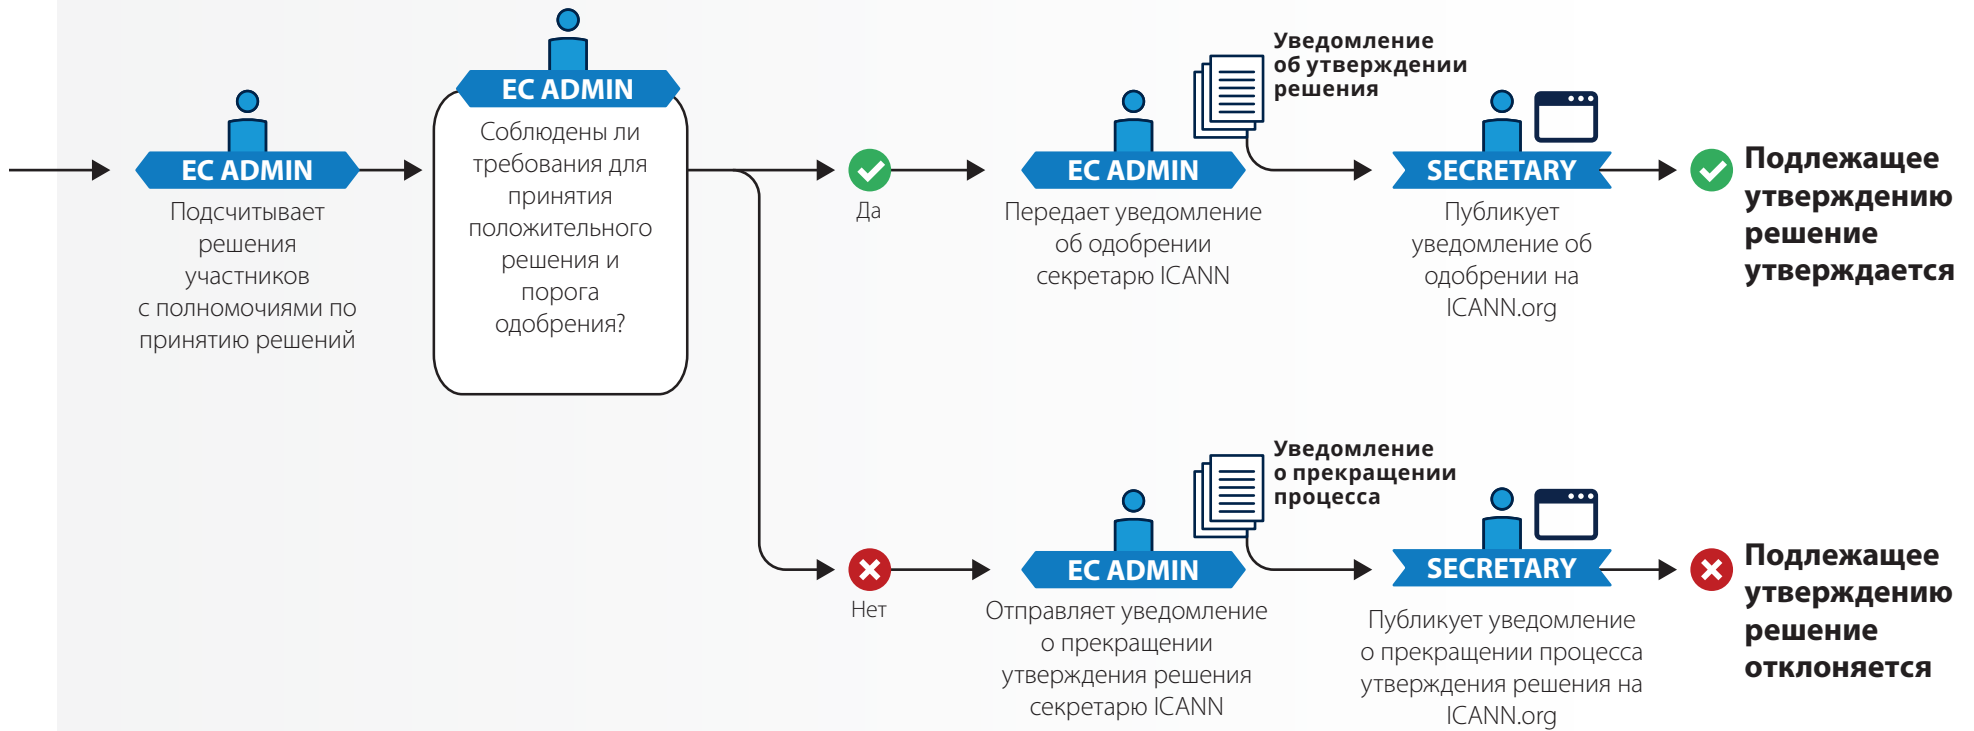 EC ADMIN
Подсчитывает
решения
участников
с полномочиями по
принятию решений
EC ADMIN
Соблюдены ли
требования для
принятия
положительного
решения и
порога
одобрения?
Да
EC ADMIN
Передает уведомление
об одобрении
секретарю ICANN
Уведомление
об утверждении
решения
SECRETARY
Публикует
уведомление об
одобрении на
ICANN.org
Подлежащее
утверждению
решение
утверждается
Нет
EC ADMIN
Отправляет уведомление
о прекращении
утверждения решения
секретарю ICANN
Уведомление
о прекращении
процесса
SECRETARY
Публикует уведомление
о прекращении процесса
утверждения решения на
ICANN.org
Подлежащее
утверждению
решение
отклоняется